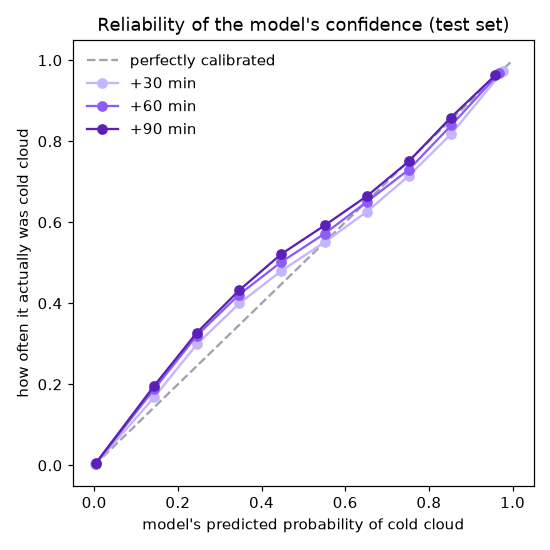 Reliability of the model's confidence (test set)
perfectly calibrated
+30 min
+60 min
+90 min
how often it actually was cold cloud
1.0
0.8
0.6
0.4
0.2
0.0
0.0 0.2 0.4 0.6 0.8 1.0
model's predicted probability of cold cloud